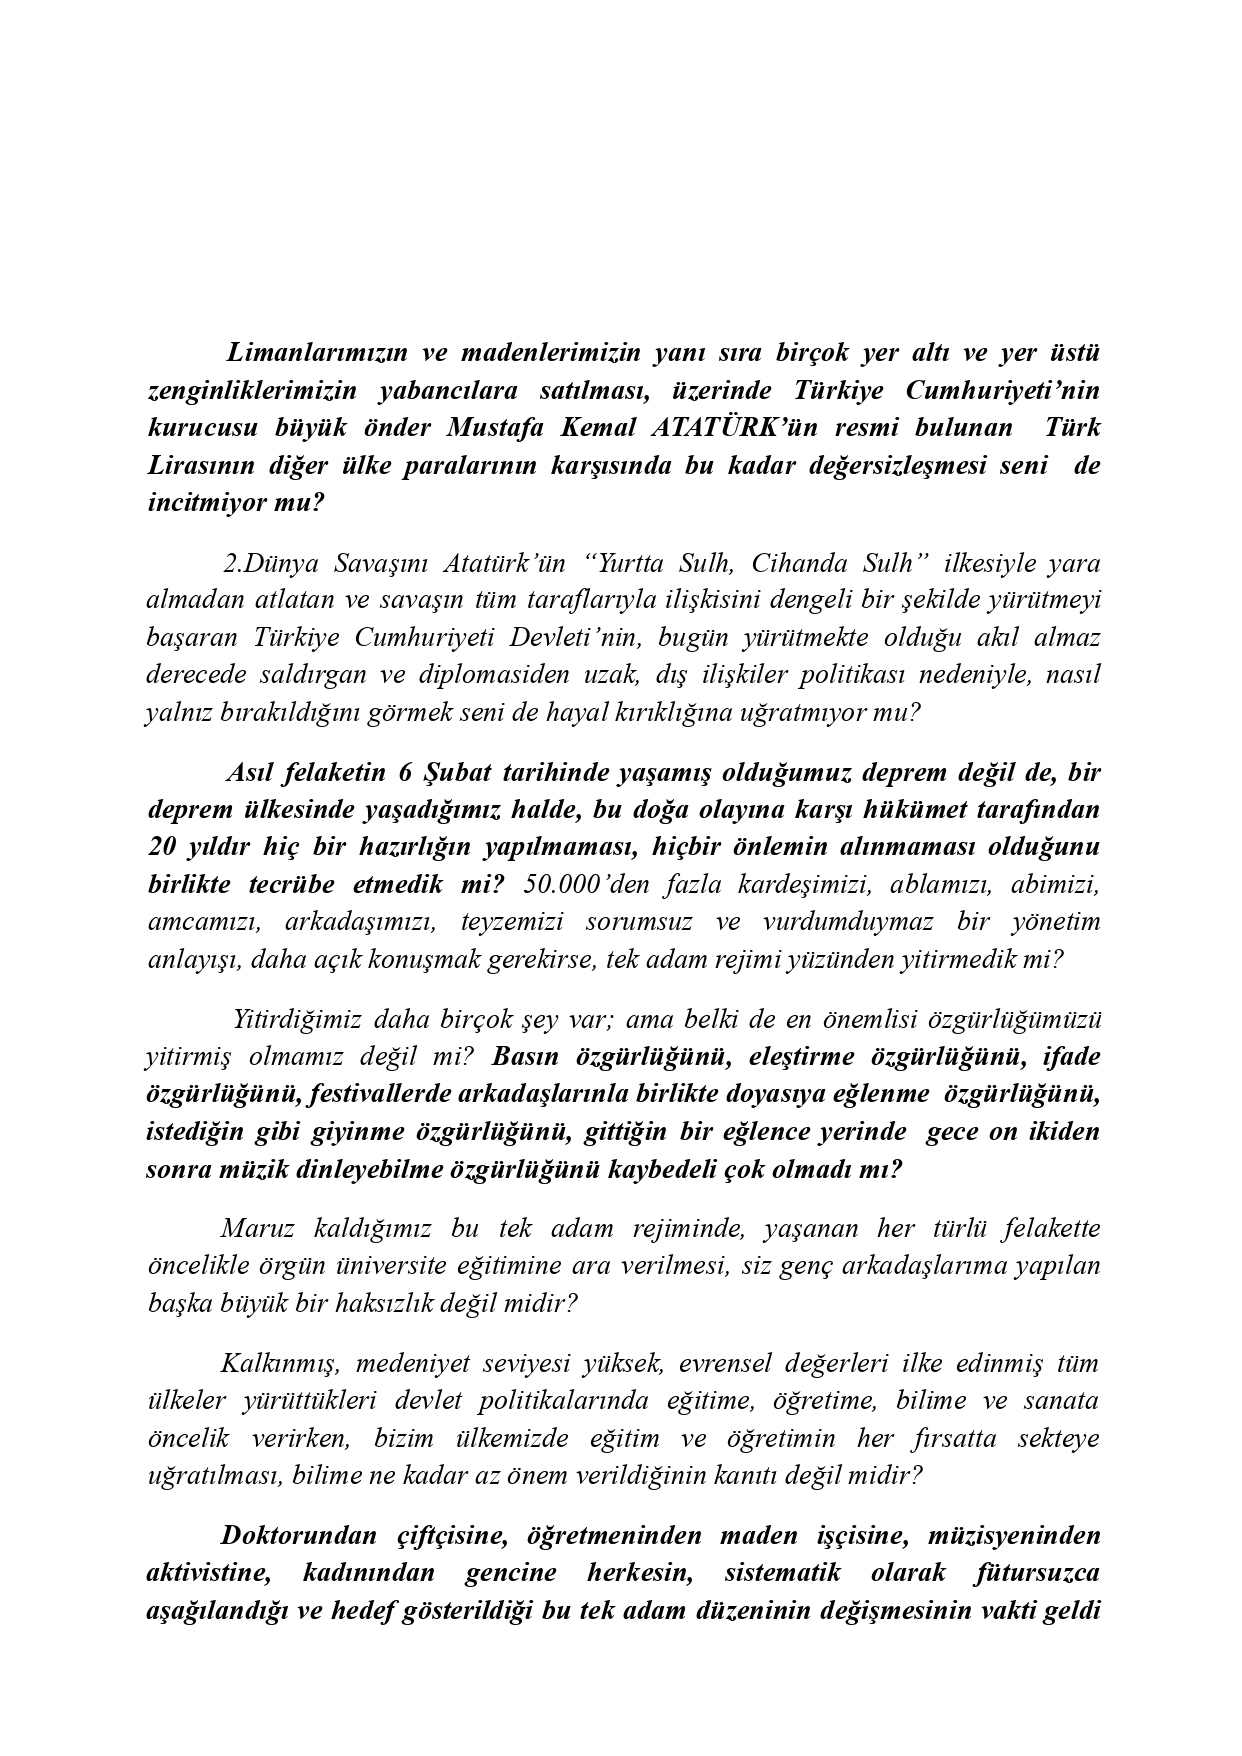 Limanlarımızın ve madenlerimizin yanı sıra birçok yer altı ve yer üstü
zenginliklerimizin yabancılara satılması, üzerinde Türkiye Cumhuriyeti’nin
kurucusu büyük önder Mustafa Kemal ATATÜRK’ün resmi bulunan Türk
Lirasının diğer ülke paralarının karşısında bu kadar değersizleşmesi seni de
incitmiyor mu?
2.Dünya Savaşını Atatürk’ün “Yurtta Sulh, Cihanda Sulh” ilkesiyle yara
almadan atlatan ve savaşın tüm taraflarıyla ilişkisini dengeli bir şekilde yürütmeyi
başaran Türkiye Cumhuriyeti Devleti’nin, bugün yürütmekte olduğu akıl almaz
derecede saldırgan ve diplomasiden uzak, dış ilişkiler politikası nedeniyle, nasıl
yalnız bırakıldığını görmek seni de hayal kırıklığına uğratmıyor mu?
Asıl felaketin 6 Şubat tarihinde yaşamış olduğumuz deprem değil de, bir
deprem ülkesinde yaşadığımız halde, bu doğa olayına karşı hükümet tarafından
20 yıldır hiç bir hazırlığın yapılmaması, hiçbir önlemin alınmaması olduğunu
birlikte tecrübe etmedik mi? 50.000’den fazla kardeşimizi, ablamızı, abimizi,
amcamızı, arkadaşımızı, teyzemizi sorumsuz ve vurdumduymaz bir yönetim
anlayışı, daha açık konuşmak gerekirse, tek adam rejimi yüzünden yitirmedik mi?
Yitirdiğimiz daha birçok şey var; ama belki de en önemlisi özgürlüğümüzü
yitirmiş olmamız değil mi? Basın özgürlüğünü, eleştirme özgürlüğünü, ifade
özgürlüğünü, festivallerde arkadaşlarınla birlikte doyasıya eğlenme özgürlüğünü,
istediğin gibi giyinme özgürlüğünü, gittiğin bir eğlence yerinde gece on ikiden
sonra müzik dinleyebilme özgürlüğünü kaybedeli çok olmadı mı?
Maruz kaldığımız bu tek adam rejiminde, yaşanan her türlü felakette
öncelikle örgün üniversite eğitimine ara verilmesi, siz genç arkadaşlarıma yapılan
başka büyük bir haksızlık değil midir?
Kalkınmış, medeniyet seviyesi yüksek, evrensel değerleri ilke edinmiş tüm
ülkeler yürüttükleri devlet politikalarında eğitime, öğretime, bilime ve sanata
öncelik verirken, bizim ülkemizde eğitim ve öğretimin her fırsatta sekteye
uğratılması, bilime ne kadar az önem verildiğinin kanıtı değil midir?
Doktorundan çiftçisine, öğretmeninden maden işçisine, müzisyeninden
aktivistine, kadınından gencine herkesin, sistematik olarak fütursuzca
aşağılandığı ve hedef gösterildiği bu tek adam düzeninin değişmesinin vakti geldi